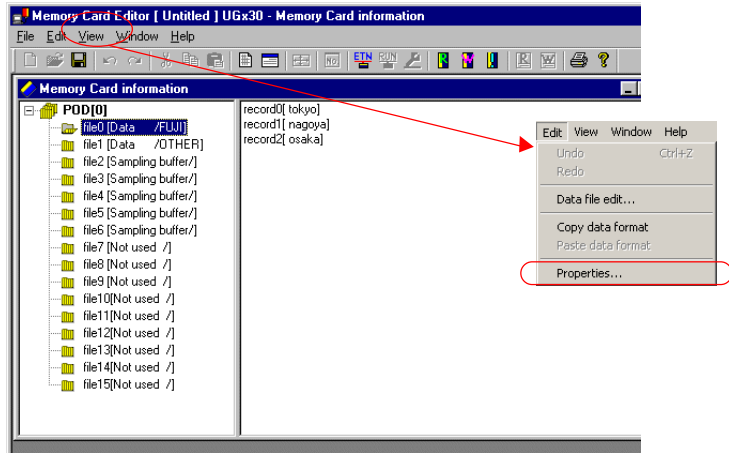 Memory Card Editor [ Untitled ] UGx30 - Memory Card information
File Edit View Window Help
No. ETN RUN R W ?
Memory Card information
POD[0]
file0 [Data /FUJI]
file1 [Data /OTHER]
file2 [Sampling buffer/]
file3 [Sampling buffer/]
file4 [Sampling buffer/]
file5 [Sampling buffer/]
file6 [Sampling buffer/]
file7 [Not used /]
file8 [Not used /]
file9 [Not used /]
file10[Not used /]
file11[Not used /]
file12[Not used /]
file13[Not used /]
file14[Not used /]
file15[Not used /]
record0[ tokyo]
record1[ nagoya]
record2[ osaka]
Edit View Window Help
Undo Ctrl+Z
Redo
Data file edit...
Copy data format
Paste data format
Properties...